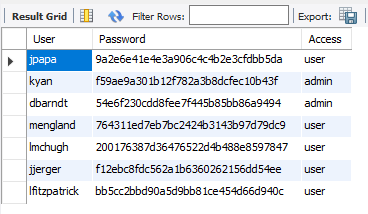 Result Grid Filter Rows: Export:
User Password Access
jpapa 9a2e6e41e4e3a906c4c4b2e3cfdbb5da user
kyan f59ae9a301b12f782a3b8dcfec10b43f admin
dbarndt 54e6f230cdd8fee7f445b85bb86a9494 admin
mengland 764311ed7eb7bc2424b3143b97d79dc9 user
lmchugh 200176387d36476522d4b488e8597847 user
jjerger f12ebc8fdc562a1b6360262156dd54ee user
lfitzpatrick bb5cc2bbd90a5d9bb81ce454d66d940c user